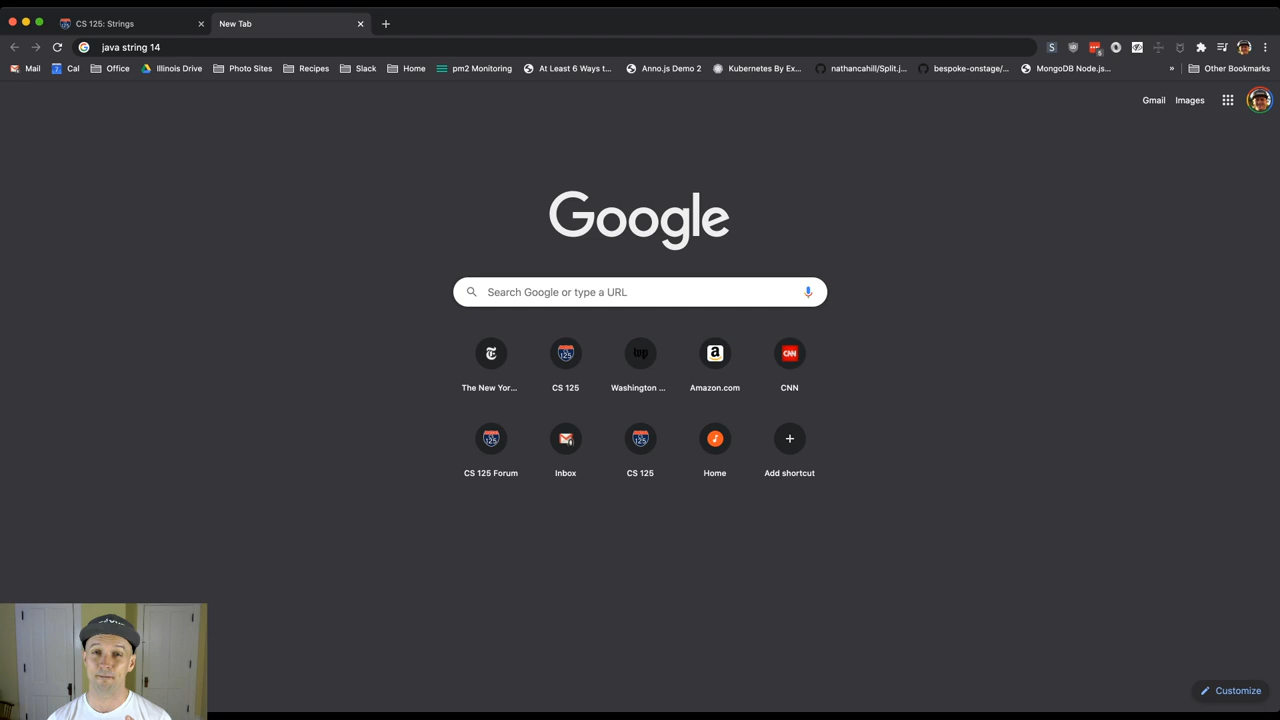 CS 125: Strings
New Tab
java string 14
Mail
Cal
Office
Illinois Drive
Photo Sites
Recipes
Slack
Home
pm2 Monitoring
At Least 6 Ways t...
Anno.js Demo 2
Kubernetes By Ex...
nathancahill/Split.j...
bespoke-onstage/...
MongoDB Node.js...
»
Other Bookmarks
Gmail
Images
Google
Search Google or type a URL
The New Yor...
CS 125
Washington ...
Amazon.com
CNN
CS 125 Forum
Inbox
CS 125
Home
Add shortcut
Customize